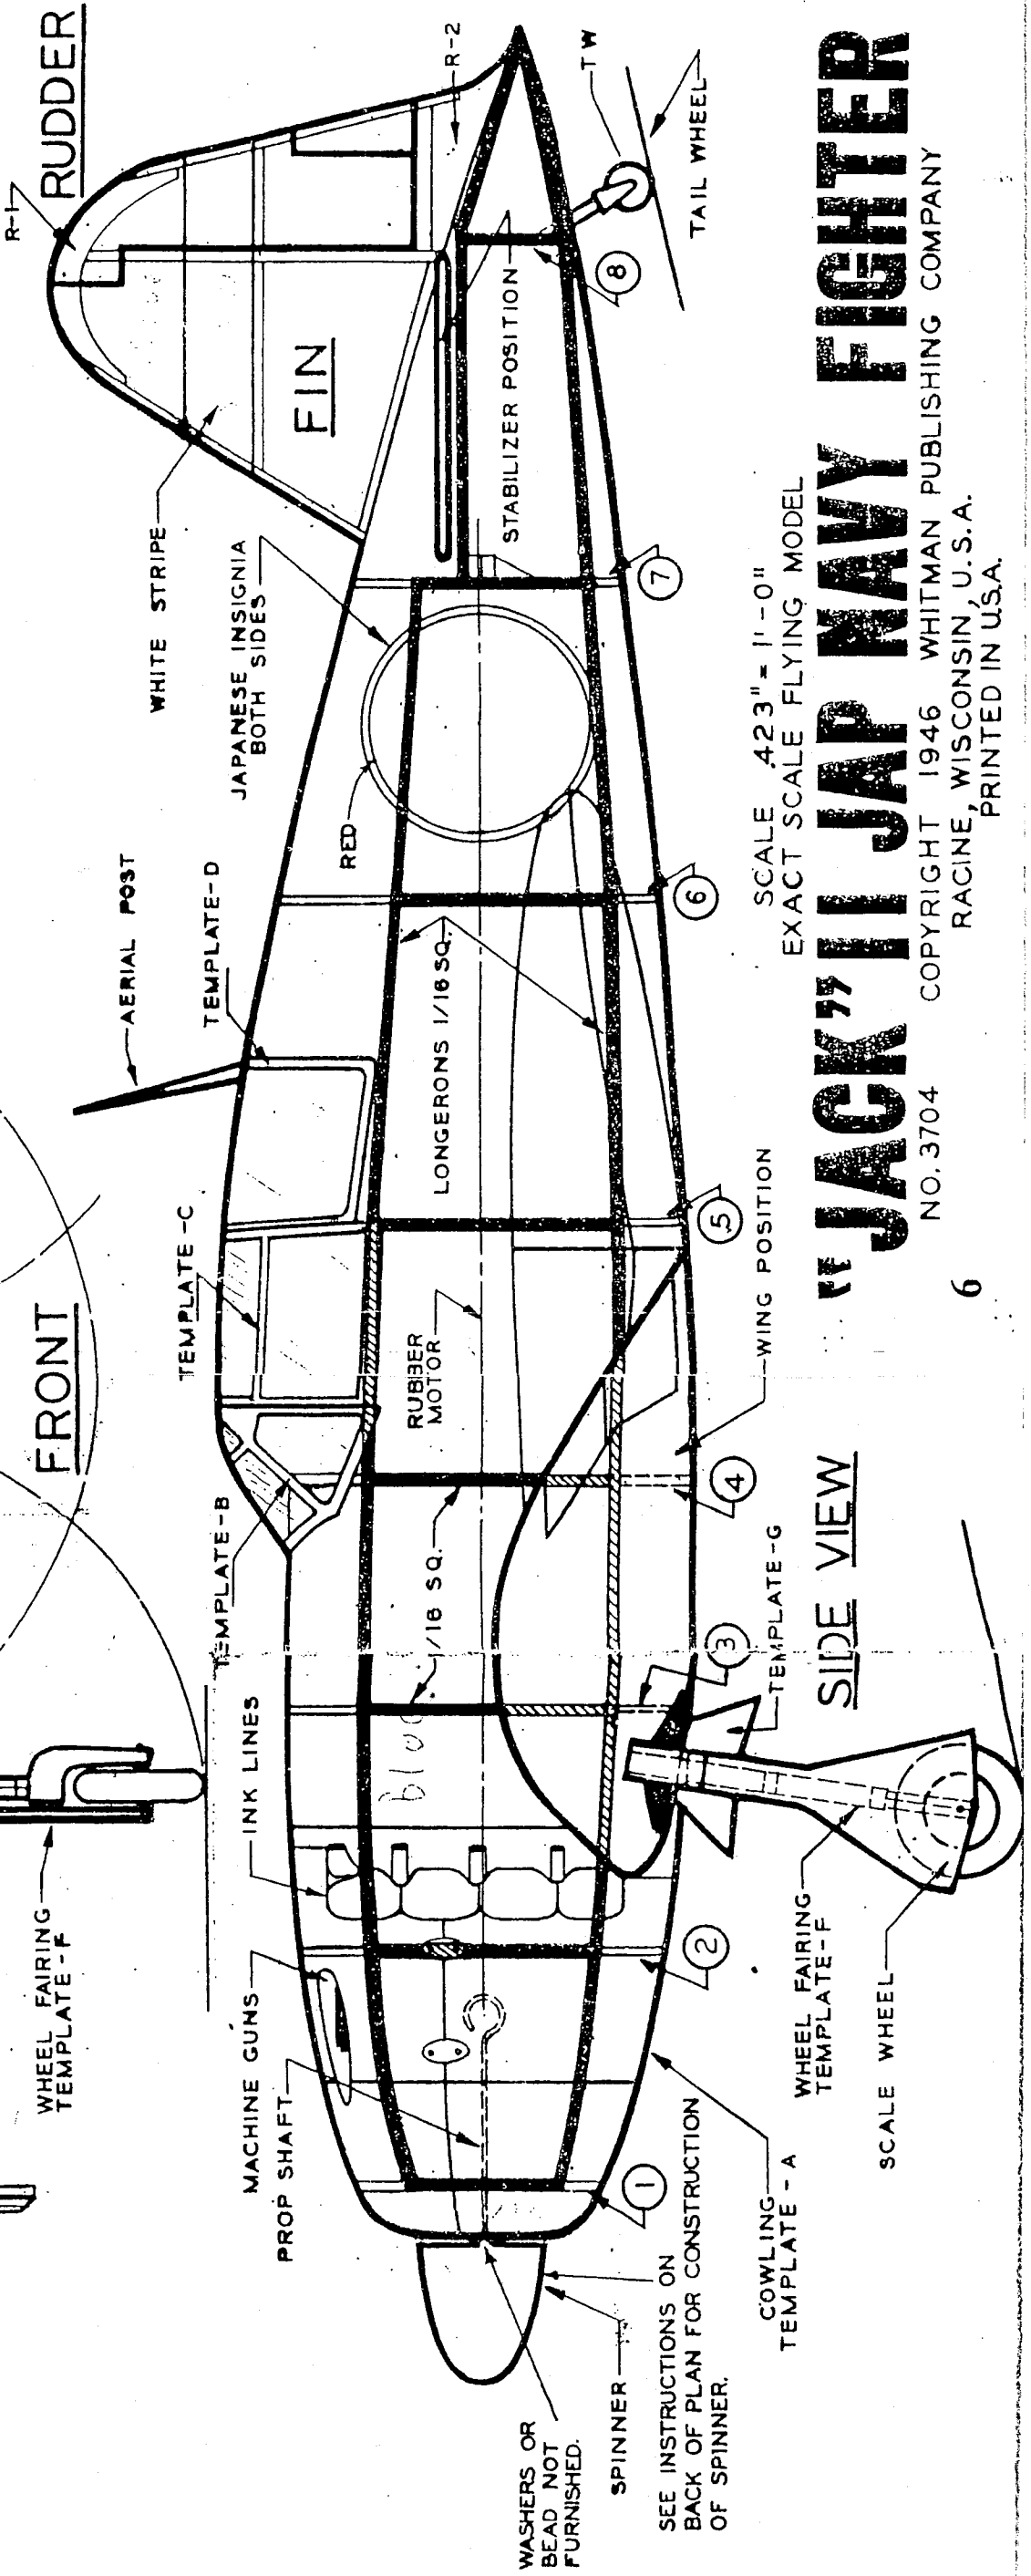 R-1
RUDDER
R-2
TW
TAIL WHEEL
WHITE STRIPE
FIN
JAPANESE INSIGNIA
BOTH SIDES
RED
STABILIZER POSITION
8
7
AERIAL POST
TEMPLATE-D
LONGERONS 1/16 SQ.
6
FRONT
TEMPLATE-C
RUBBER
MOTOR
5
WING POSITION
TEMPLATE-B
1/16 SQ.
4
3
TEMPLATE-G
SIDE VIEW
WHEEL FAIRING
TEMPLATE-F
INK LINES
MACHINE GUNS
PROP SHAFT
2
1
WHEEL FAIRING
TEMPLATE-F
SCALE WHEEL
COWLING
TEMPLATE-A
WASHERS OR
BEAD NOT
FURNISHED.
SPINNER
SEE INSTRUCTIONS ON
BACK OF PLAN FOR CONSTRUCTION
OF SPINNER.
SCALE .423" = 1'-0"
EXACT SCALE FLYING MODEL
"JACK" II JAP NAVY FIGHTER
NO. 3704 COPYRIGHT 1946 WHITMAN PUBLISHING COMPANY
RACINE, WISCONSIN, U.S.A.
PRINTED IN U.S.A.
6